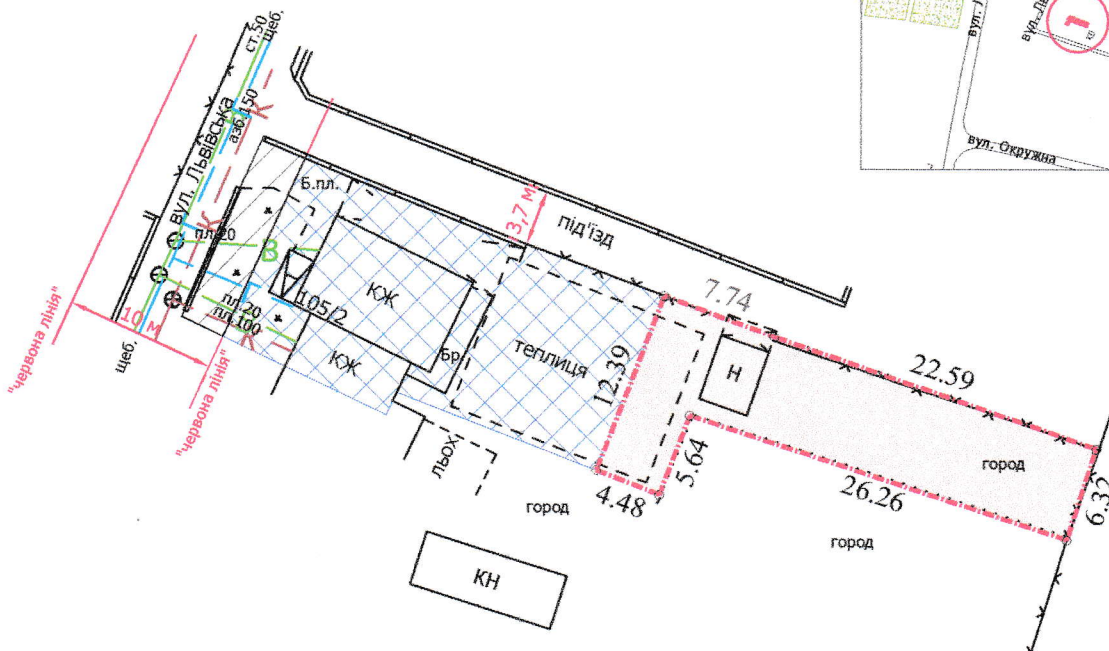 ст.50
щеб.
вул. Львівська
азб.150
К
К
К
Б.пл.
пл.20
В
3,7 м
під'їзд
вул. Окружна
кр
"червона лінія"
10 м
щеб.
"червона лінія"
пл.20
пл.100
105/2
КЖ
КЖ
Бр
теплиця
12.39
7.74
Н
22.59
льох
4.48
5.64
26.26
6.32
город
город
город
КН